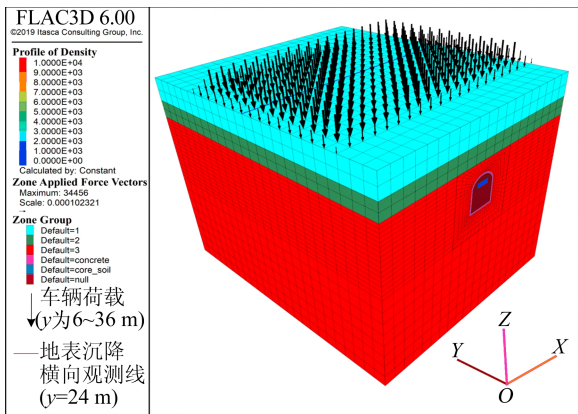 FLAC3D 6.00
©2019 Itasca Consulting Group, Inc.
Profile of Density
1.0000E+04
9.0000E+03
8.0000E+03
7.0000E+03
6.0000E+03
5.0000E+03
4.0000E+03
3.0000E+03
2.0000E+03
1.0000E+03
0.0000E+00
Calculated by: Constant
Zone Applied Force Vectors
Maximum: 34456
Scale: 0.000102321
Zone Group
Default=1
Default=2
Default=3
Default=concrete
Default=core_soil
Default=null
车辆荷载
(y为6~36 m)
地表沉降
横向观测线
(y=24 m)
Z
Y
X
O